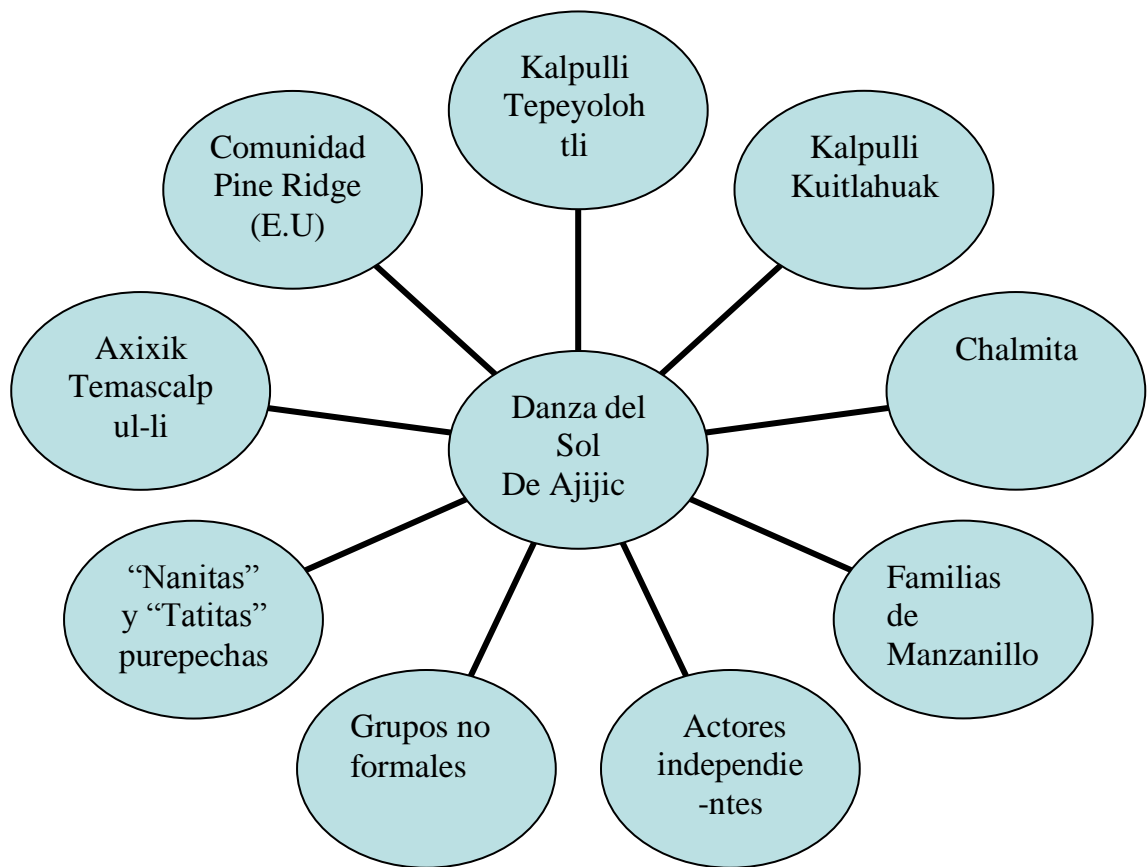 Kalpulli
Tepeyoloh
tli
Kalpulli
Kuitlahuak
Chalmita
Familias
de
Manzanillo
Actores
independie
-ntes
Grupos no
formales
“Nanitas”
y “Tatitas”
purepechas
Axixik
Temascalp
ul-li
Comunidad
Pine Ridge
(E.U)
Danza del
Sol
De Ajijic